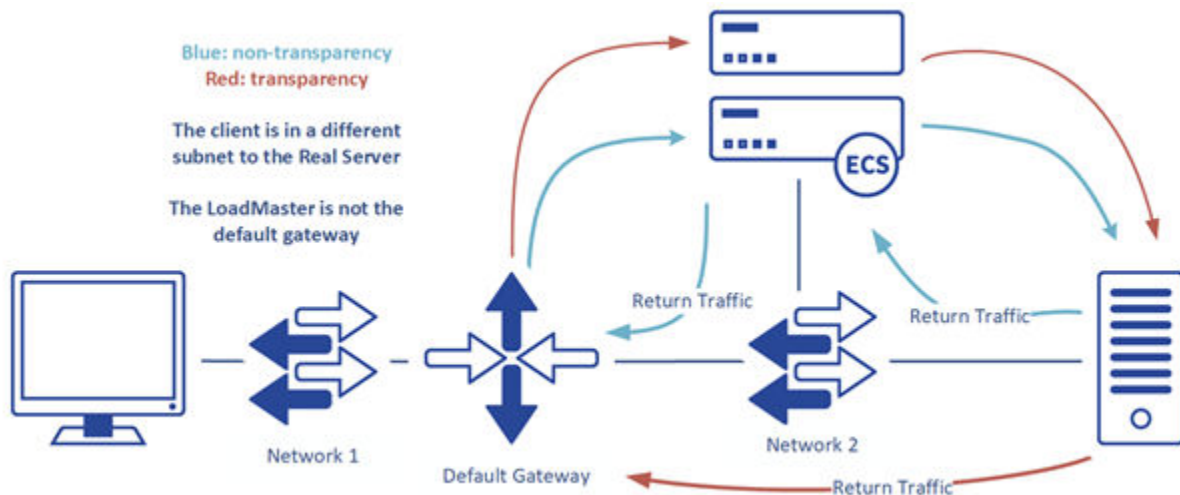 Blue: non-transparency
Red: transparency
The client is in a different
subnet to the Real Server
The LoadMaster is not the
default gateway
ECS
Return Traffic
Return Traffic
Network 1
Network 2
Default Gateway
Return Traffic